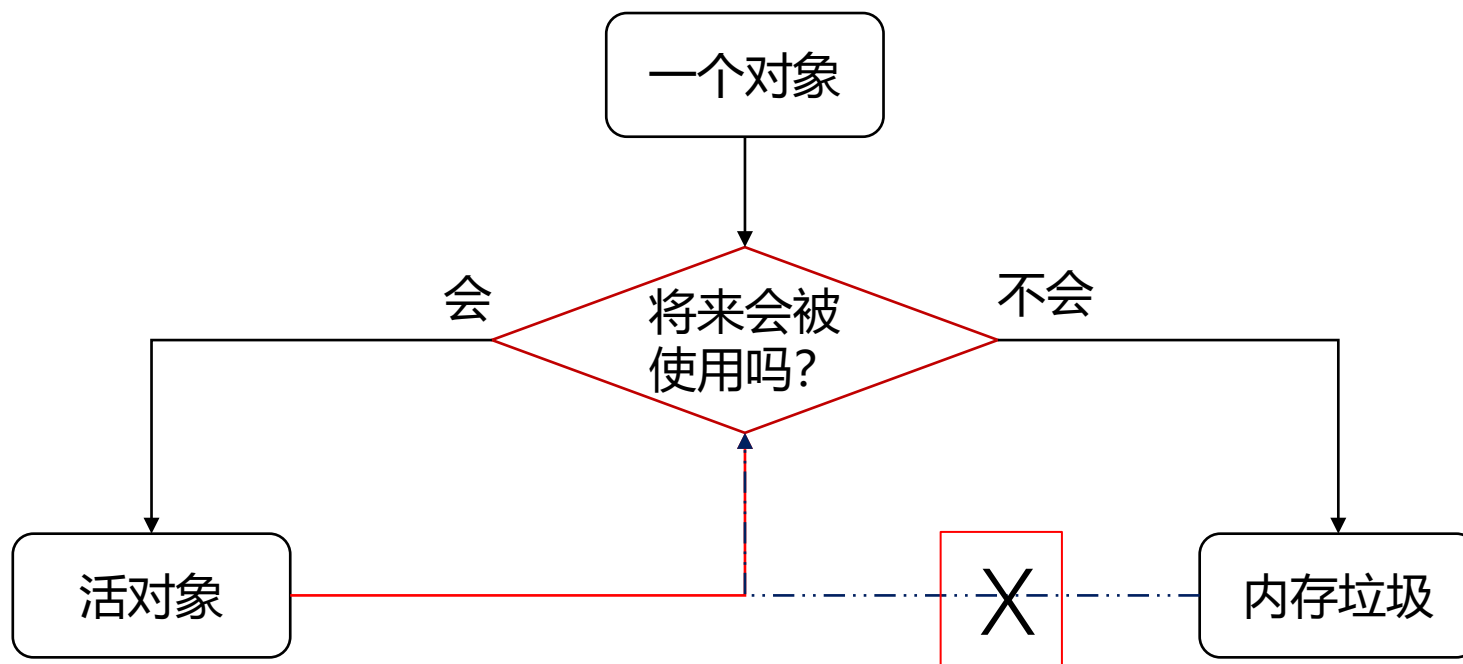 一个对象
会
不会
将来会被
使用吗？
活对象
X
内存垃圾